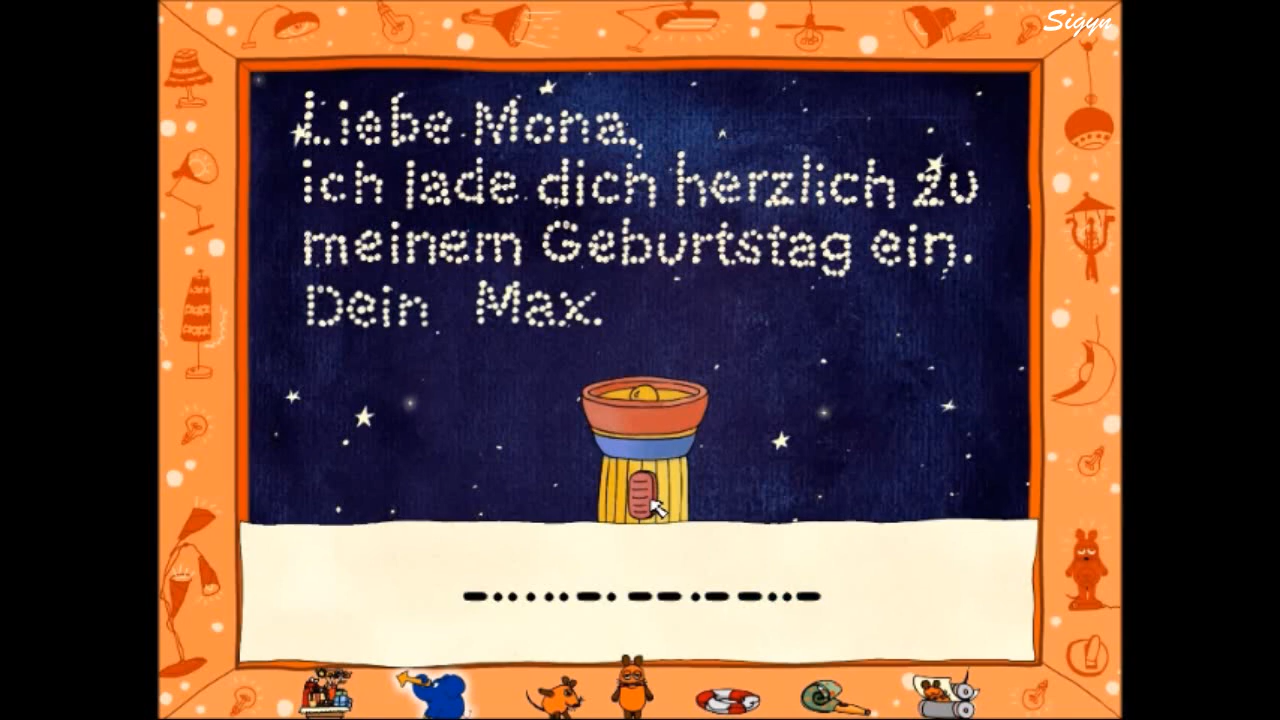 Sigyn
Liebe Mona,
ich lade dich herzlich zu
meinem Geburtstag ein.
Dein Max.
-.. . .. -. -- .- -..-